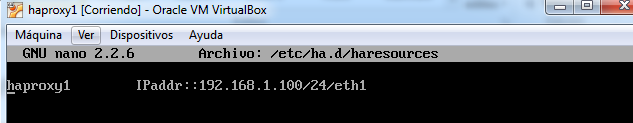 haproxy1 [Corriendo] - Oracle VM VirtualBox
Máquina Ver Dispositivos Ayuda
GNU nano 2.2.6 Archivo: /etc/ha.d/haresources
haproxy1 IPaddr::192.168.1.100/24/eth1